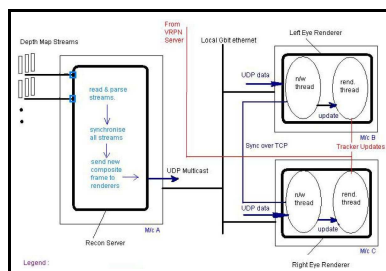 From
VRPN
Server
Depth Map Streams
Local Gbit ethernet
Left Eye Renderer
read & parse
streams.
synchronise
all streams
send new
composite
frame to
renderers
UDP Multicast
M/c A
Recon Server
UDP data
n/w
thread
rend.
thread
update
M/c B
Sync over TCP
Tracker Updates
n/w
thread
rend.
thread
UDP data
update
M/c C
Right Eye Renderer
Legend :